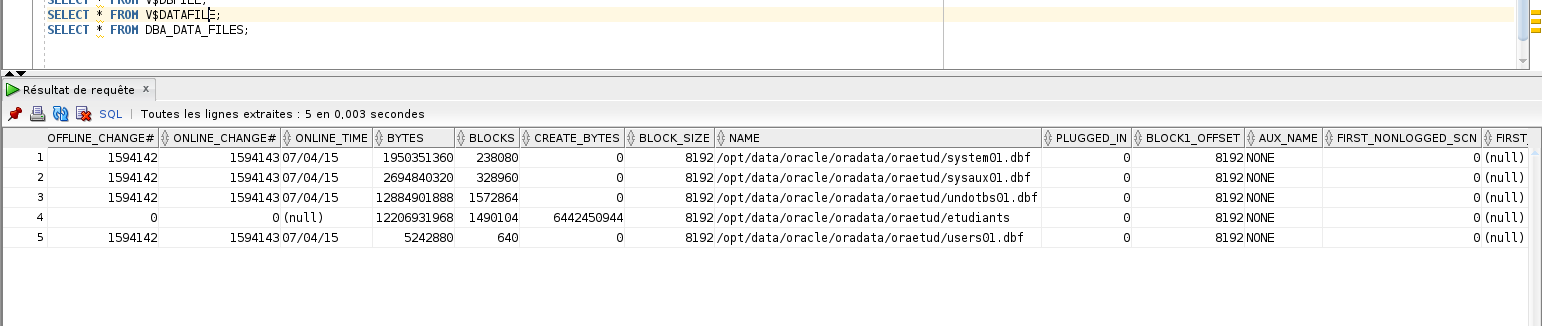 SELECT * FROM V$DBFILE;
SELECT * FROM V$DATAFILE;
SELECT * FROM DBA_DATA_FILES;
Résultat de requête x
SQL | Toutes les lignes extraites : 5 en 0,003 secondes
OFFLINE_CHANGE# ONLINE_CHANGE# ONLINE_TIME BYTES BLOCKS CREATE_BYTES BLOCK_SIZE NAME PLUGGED_IN BLOCK1_OFFSET AUX_NAME FIRST_NONLOGGED_SCN FIRST_
1 1594142 1594143 07/04/15 1950351360 238080 0 8192 /opt/data/oracle/oradata/oraetud/system01.dbf 0 8192 NONE 0 (null)
2 1594142 1594143 07/04/15 2694840320 328960 0 8192 /opt/data/oracle/oradata/oraetud/sysaux01.dbf 0 8192 NONE 0 (null)
3 1594142 1594143 07/04/15 12884901888 1572864 0 8192 /opt/data/oracle/oradata/oraetud/undotbs01.dbf 0 8192 NONE 0 (null)
4 0 0 (null) 12206931968 1490104 6442450944 8192 /opt/data/oracle/oradata/oraetud/etudiants 0 8192 NONE 0 (null)
5 1594142 1594143 07/04/15 5242880 640 0 8192 /opt/data/oracle/oradata/oraetud/users01.dbf 0 8192 NONE 0 (null)